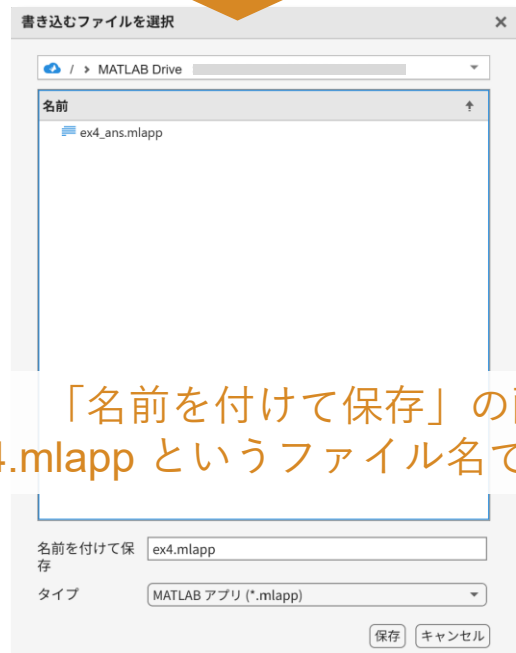 書き込むファイルを選択
/ > MATLAB Drive
名前
ex4_ans.mlapp
「名前を付けて保存」の
.mlapp というファイル名で
名前を付けて保
存
ex4.mlapp
タイプ
MATLAB アプリ (*.mlapp)
保存 キャンセル